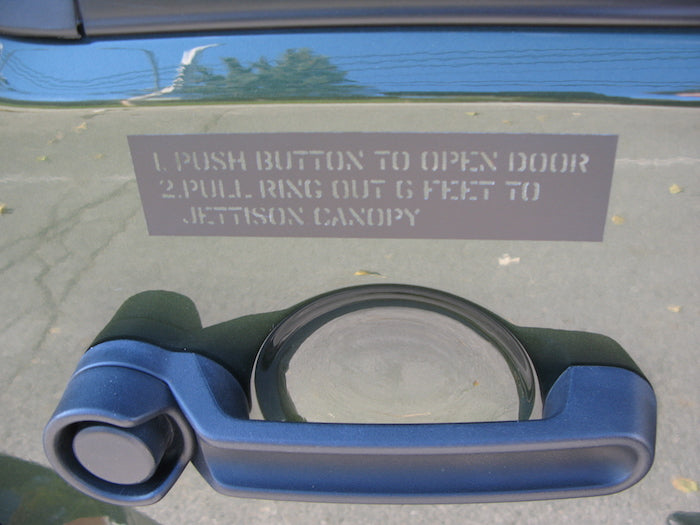 1. PUSH BUTTON TO OPEN DOOR
2.PULL RING OUT 6 FEET TO
JETTISON CANOPY